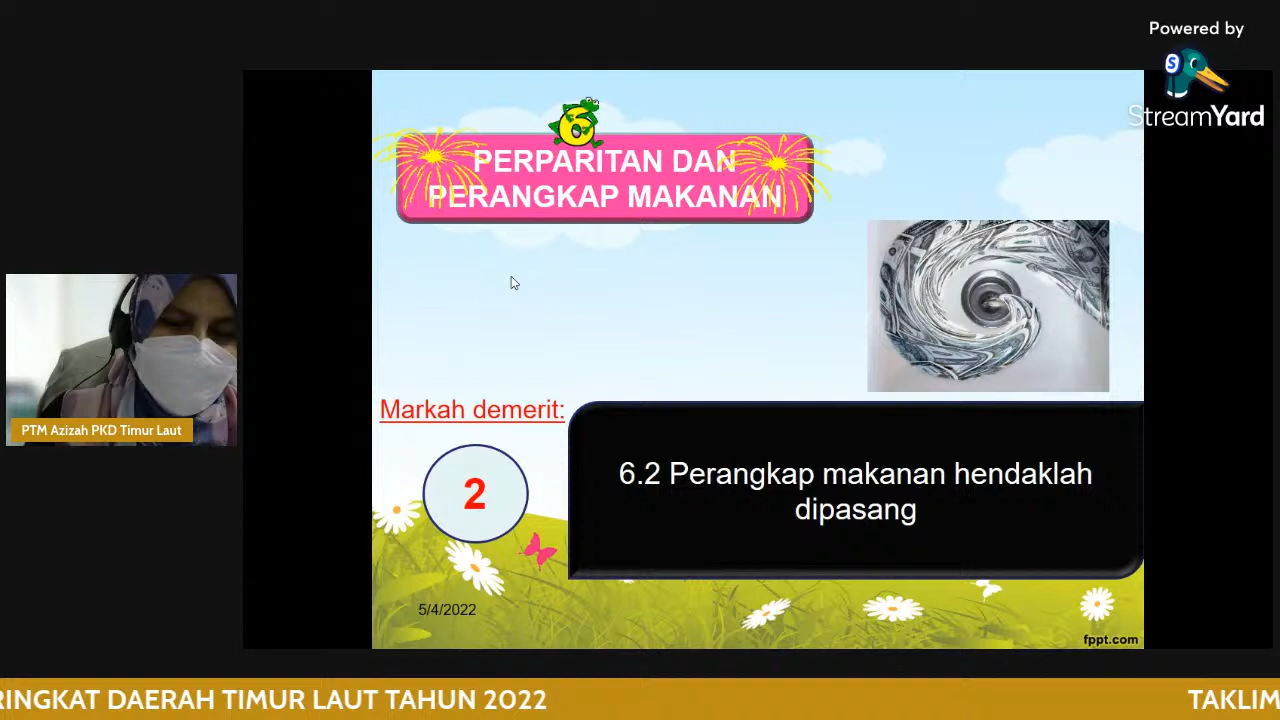 Powered by
S
StreamYard
6
PERPARITAN DAN
PERANGKAP MAKANAN
Markah demerit:
2
6.2 Perangkap makanan hendaklah
dipasang
PTM Azizah PKD Timur Laut
5/4/2022
fppt.com
RINGKAT DAERAH TIMUR LAUT TAHUN 2022
TAKLIM